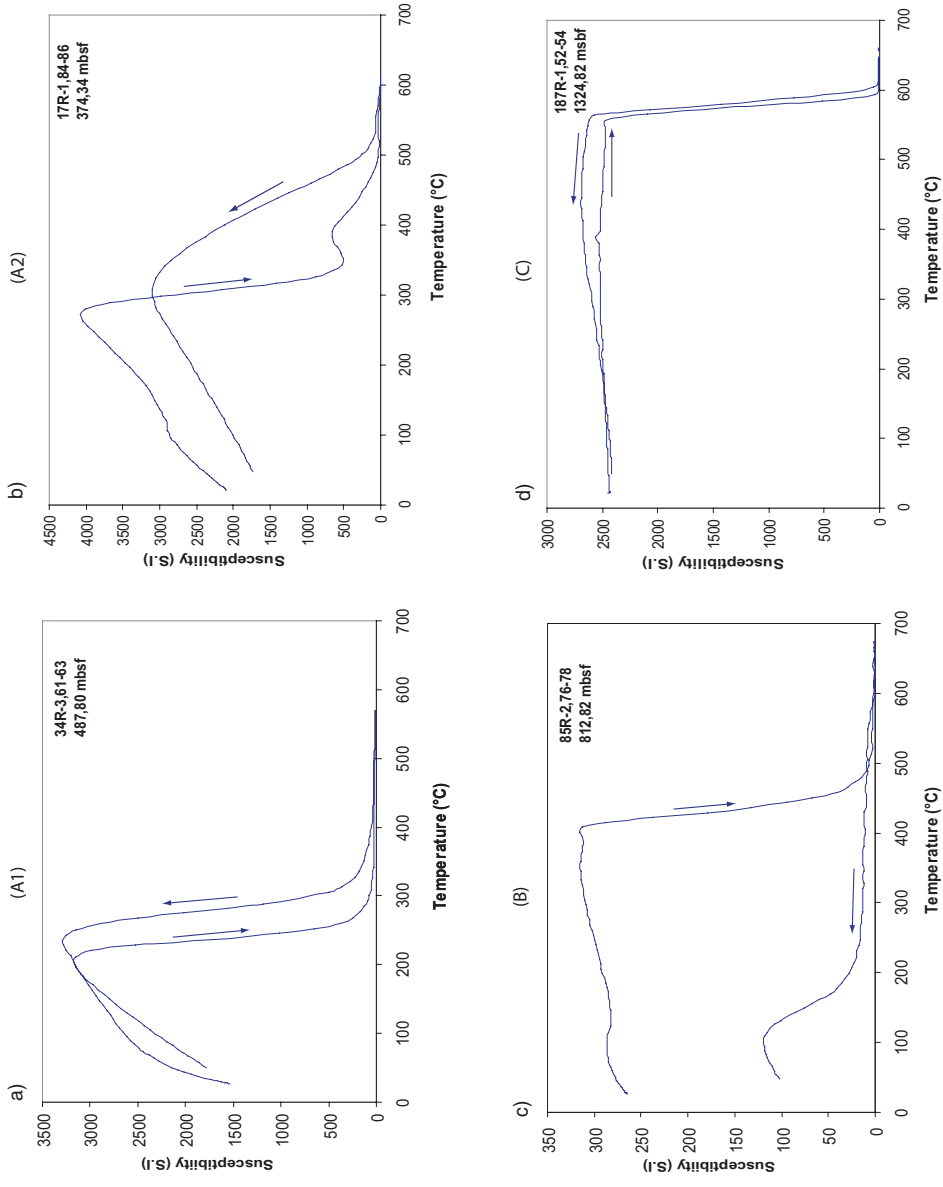 a)
(A1)
34R-3,61-63
487,80 mbsf
Susceptibility (S.I)
3500
3000
2500
2000
1500
1000
500
0
0 100 200 300 400 500 600 700
Temperature (°C)
b)
(A2)
17R-1,84-86
374,34 mbsf
Susceptibility (S.I)
4500
4000
3500
3000
2500
2000
1500
1000
500
0
0 100 200 300 400 500 600 700
Temperature (°C)
c)
(B)
85R-2,76-78
812,82 mbsf
Susceptibility (S.I)
350
300
250
200
150
100
50
0
0 100 200 300 400 500 600 700
Temperature (°C)
d)
(C)
187R-1,52-54
1324,82 msbf
Susceptibility (S.I)
3000
2500
2000
1500
1000
500
0
0 100 200 300 400 500 600 700
Temperature (°C)